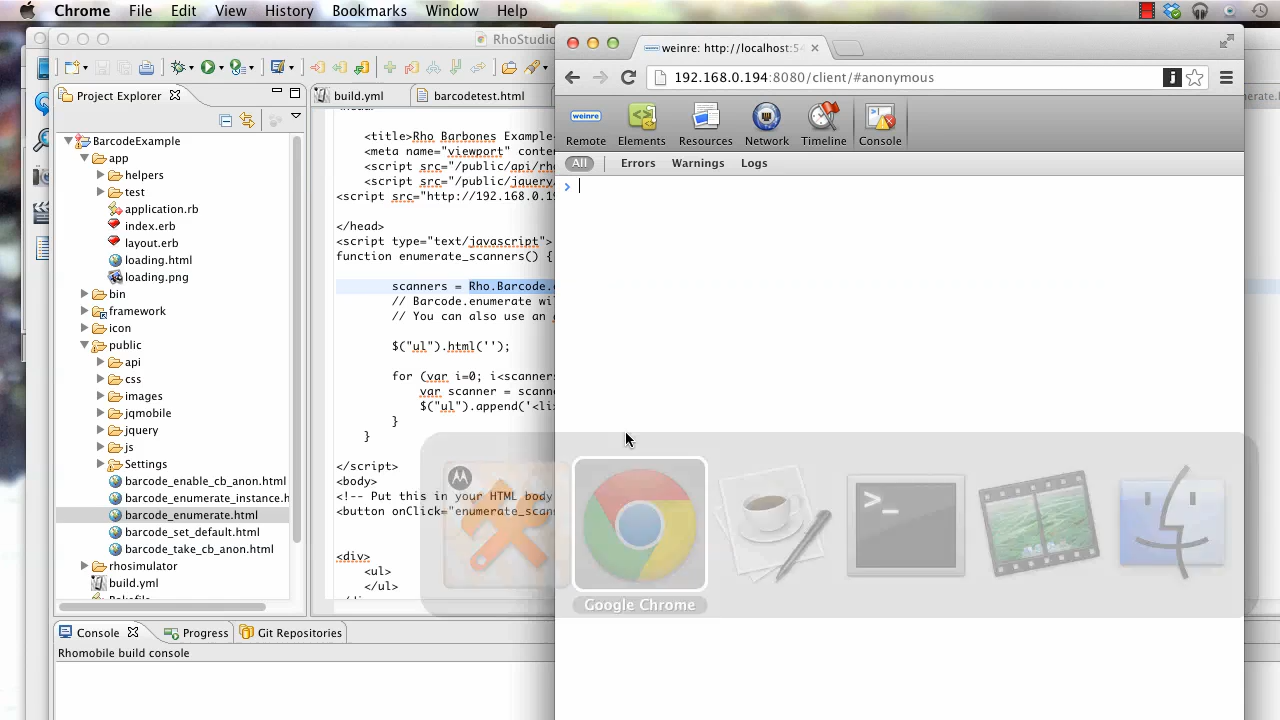 Chrome File Edit View History Bookmarks Window Help
RhoStudi
weinre: http://localhost:54
192.168.0.194:8080/client/#anonymous
weinre
Remote Elements Resources Network Timeline Console
All Errors Warnings Logs
Project Explorer
BarcodeExample
app
helpers
test
application.rb
index.erb
layout.erb
loading.html
loading.png
bin
framework
icon
public
api
css
images
jqmobile
jquery
js
Settings
barcode_enable_cb_anon.html
barcode_enumerate_instance.h
barcode_enumerate.html
barcode_set_default.html
barcode_take_cb_anon.html
rhosimulator
build.yml
build.yml barcodetest.html
<title>Rho Barbones Example
<meta name="viewport" conte
<script src="/public/api/rho
<script src="/public/jquery
<script src="http://192.168.0.19
</head>
<script type="text/javascript">
function enumerate_scanners() {
scanners = Rho.Barcode.
// Barcode.enumerate wi
// You can also use an
$("ul").html('');
for (var i=0; i<scanners
var scanner = scann
$("ul").append('<li
}
}
</script>
<body>
<!-- Put this in your HTML body
<button onClick="enumerate_scan
<div>
<ul>
</ul>
Google Chrome
Console Progress Git Repositories
Rhomobile build console